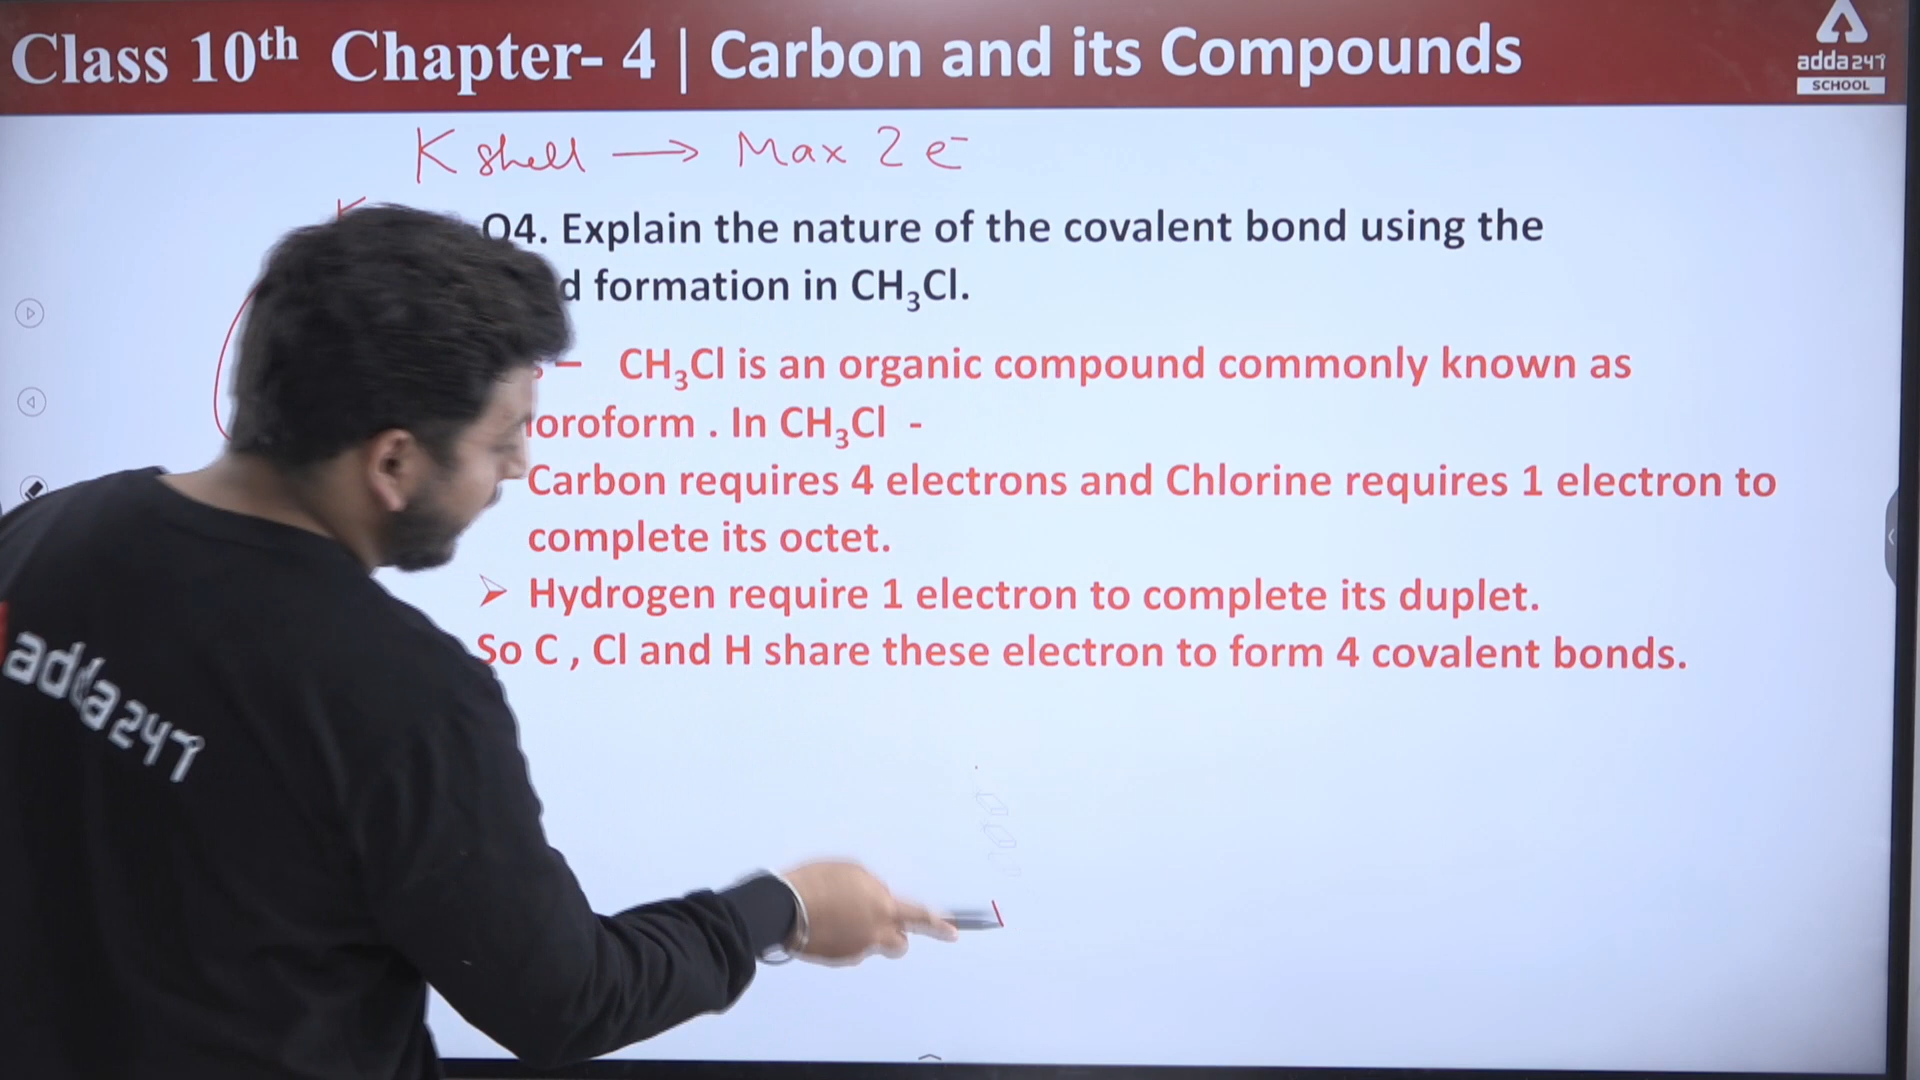 Class 10th Chapter- 4 | Carbon and its Compounds
adda247
SCHOOL
K shell → Max 2 e⁻
Q4. Explain the nature of the covalent bond using the
formation in CH₃Cl.
– CH₃Cl is an organic compound commonly known as
. In CH₃Cl -
Carbon requires 4 electrons and Chlorine requires 1 electron to
complete its octet.
➢ Hydrogen require 1 electron to complete its duplet.
So C , Cl and H share these electron to form 4 covalent bonds.
adda247